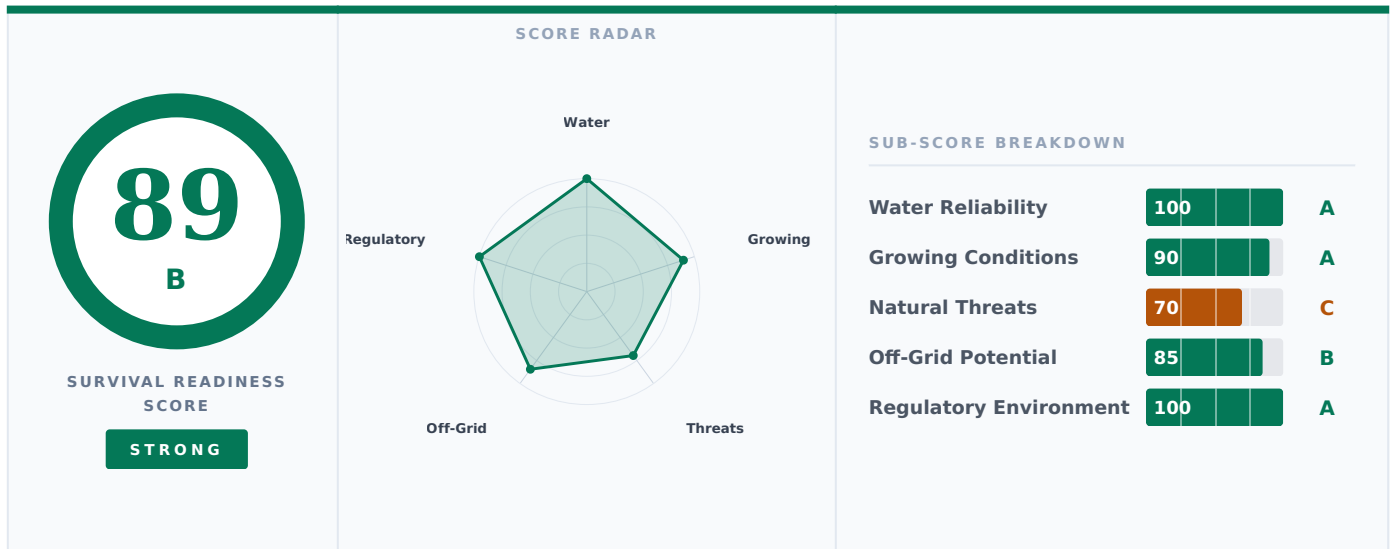 89
B
SURVIVAL READINESS
SCORE
STRONG
SCORE RADAR
Water
Regulatory
Growing
Off-Grid
Threats
SUB-SCORE BREAKDOWN
Water Reliability 100 A
Growing Conditions 90 A
Natural Threats 70 C
Off-Grid Potential 85 B
Regulatory Environment 100 A